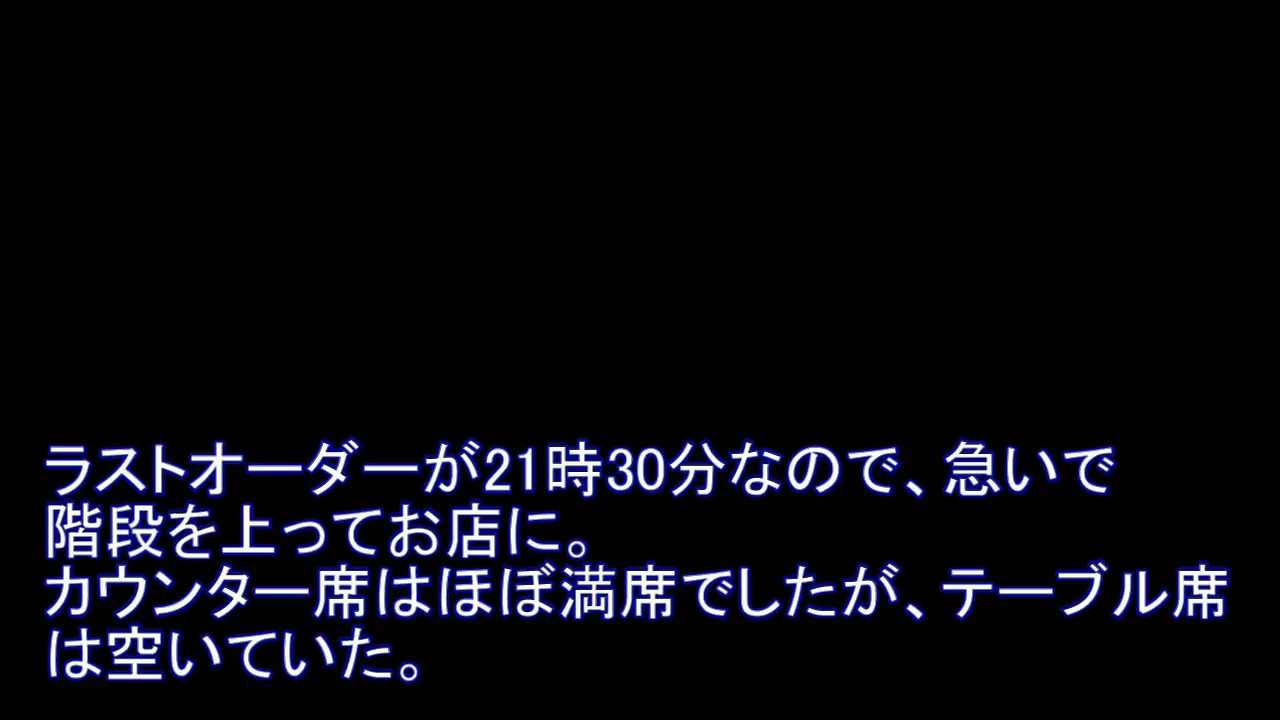 ラストオーダーが21時30分なので、急いで
階段を上ってお店に。
カウンター席はほぼ満席でしたが、テーブル席
は空いていた。